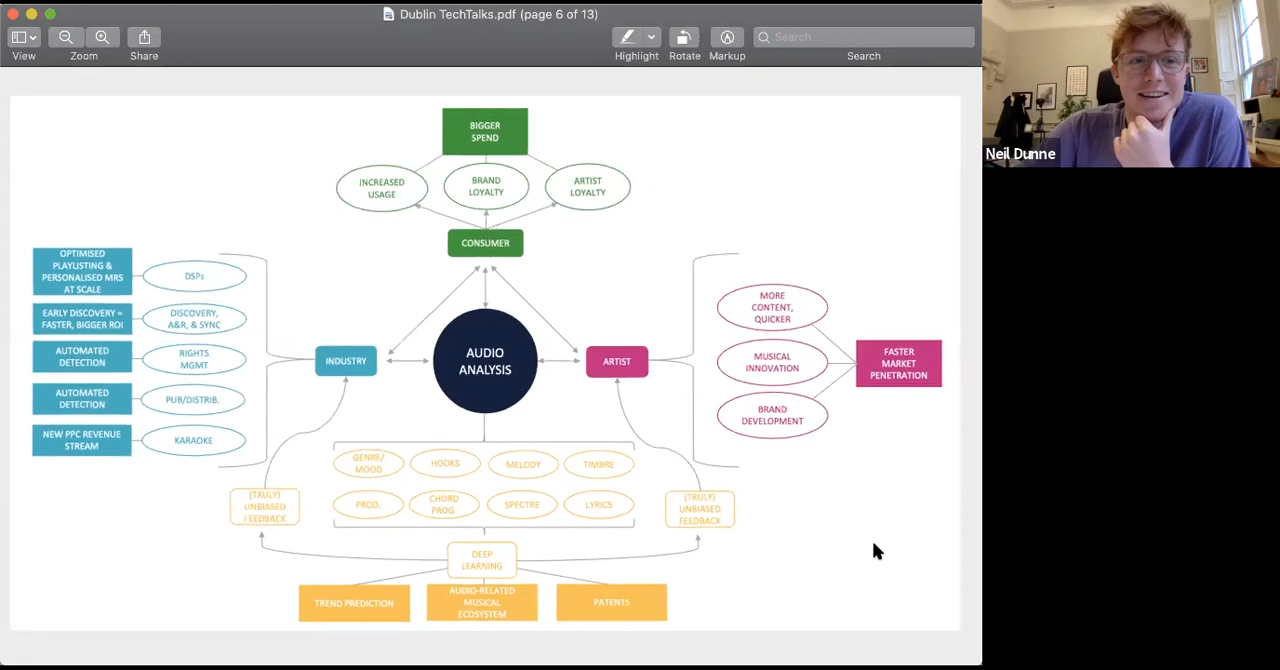 Dublin TechTalks.pdf (page 6 of 13)
View
Zoom
Share
Highlight
Rotate
Markup
Search
Search
Neil Dunne
BIGGER
SPEND
INCREASED
USAGE
BRAND
LOYALTY
ARTIST
LOYALTY
CONSUMER
OPTIMISED
PLAYLISTING &
PERSONALISED MRS
AT SCALE
DSPs
EARLY DISCOVERY =
FASTER, BIGGER ROI
DISCOVERY,
A&R, & SYNC
AUTOMATED
DETECTION
RIGHTS
MGMT
AUTOMATED
DETECTION
PUB/DISTRIB.
NEW PPC REVENUE
STREAM
KARAOKE
INDUSTRY
AUDIO
ANALYSIS
ARTIST
MORE
CONTENT,
QUICKER
MUSICAL
INNOVATION
BRAND
DEVELOPMENT
FASTER
MARKET
PENETRATION
GENRE/
MOOD
HOOKS
MELODY
TIMBRE
PROD.
CHORD
PROG
SPECTRE
LYRICS
(TRULY)
UNBIASED
FEEDBACK
(TRULY)
UNBIASED
FEEDBACK
DEEP
LEARNING
TREND PREDICTION
AUDIO-RELATED
MUSICAL
ECOSYSTEM
PATENTS